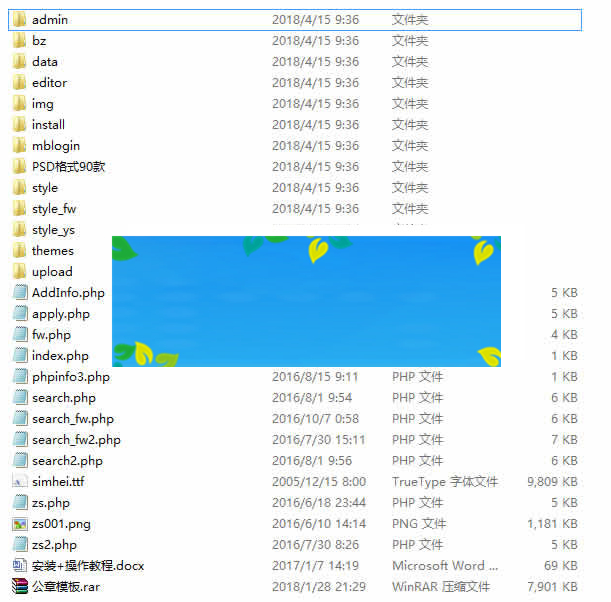 admin 2018/4/15 9:36 文件夹
bz 2018/4/15 9:36 文件夹
data 2018/4/15 9:36 文件夹
editor 2018/4/15 9:36 文件夹
img 2018/4/15 9:36 文件夹
install 2018/4/15 9:36 文件夹
mblogin 2018/4/15 9:36 文件夹
PSD格式90款 2018/4/15 9:36 文件夹
style 2018/4/15 9:36 文件夹
style_fw 2018/4/15 9:36 文件夹
style_ys
themes
upload
AddInfo.php 5 KB
apply.php 5 KB
fw.php 4 KB
index.php 1 KB
phpinfo3.php 2016/8/15 9:11 PHP 文件 1 KB
search.php 2016/8/1 9:54 PHP 文件 6 KB
search_fw.php 2016/10/7 0:58 PHP 文件 6 KB
search_fw2.php 2016/7/30 15:11 PHP 文件 7 KB
search2.php 2016/8/1 9:56 PHP 文件 6 KB
simhei.ttf 2005/12/15 8:00 TrueType 字体文件 9,809 KB
zs.php 2016/6/18 23:44 PHP 文件 5 KB
zs001.png 2016/6/10 14:14 PNG 文件 1,181 KB
zs2.php 2016/7/30 8:26 PHP 文件 5 KB
安装+操作教程.docx 2017/1/7 14:19 Microsoft Word ... 69 KB
公章模板.rar 2018/1/28 21:29 WinRAR 压缩文件 7,901 KB